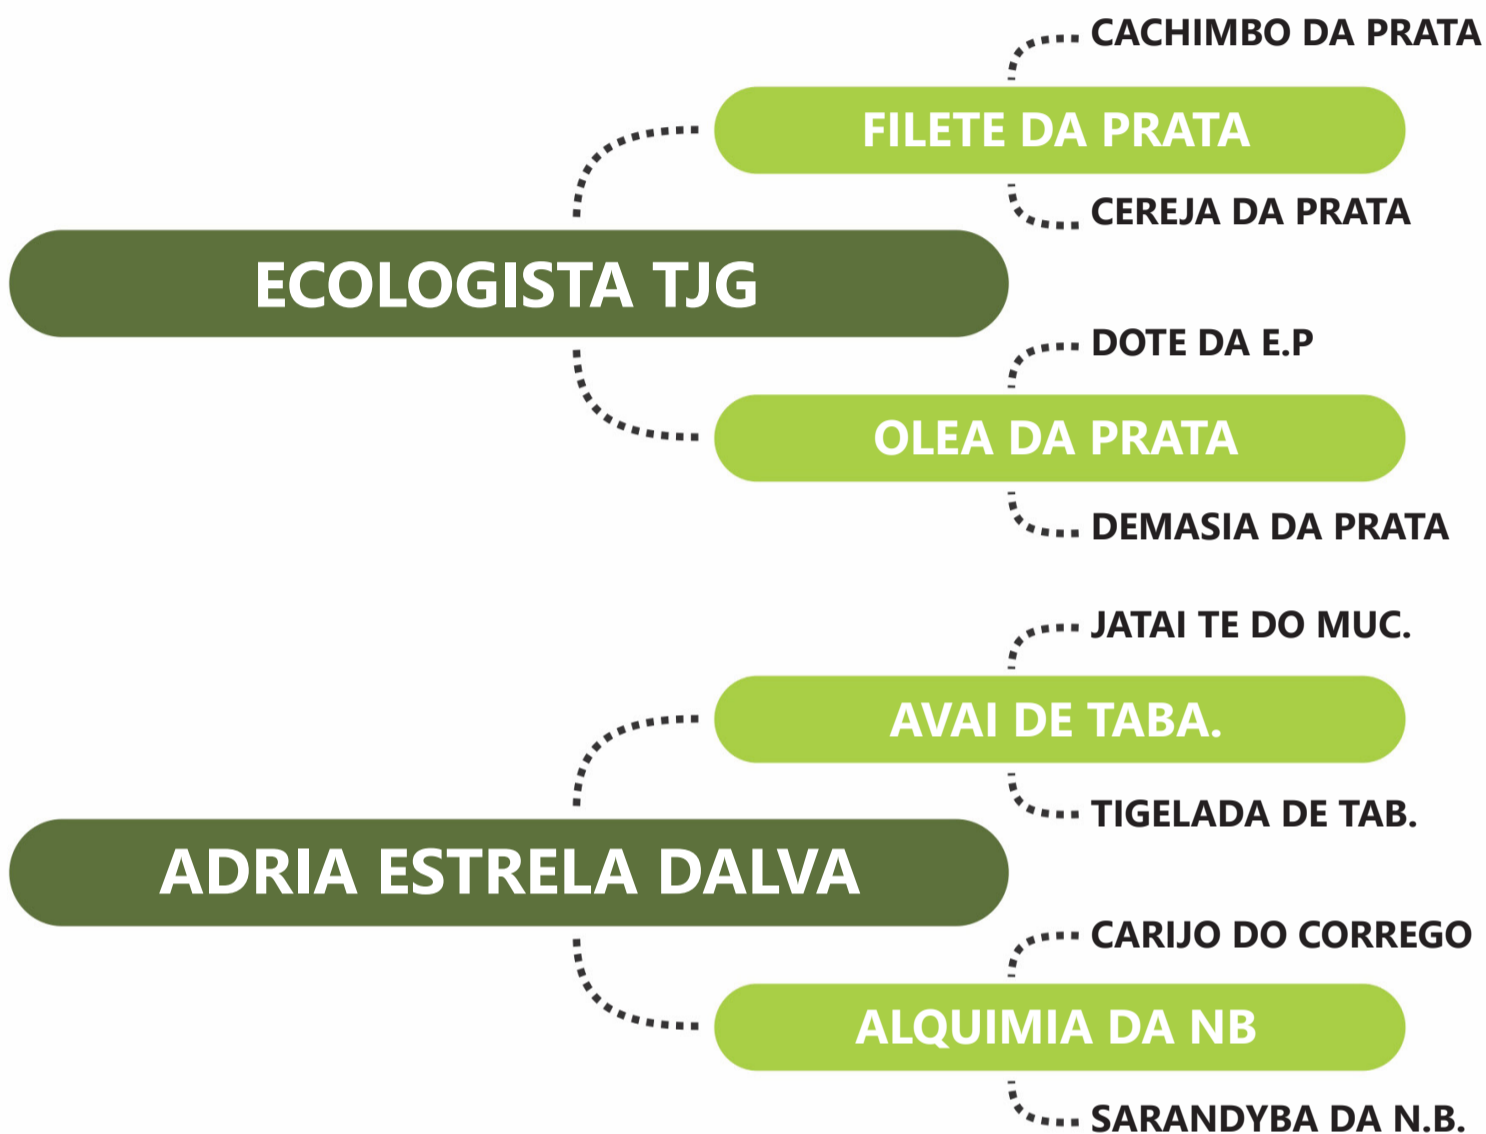 CACHIMBO DA PRATA
FILETE DA PRATA
CEREJA DA PRATA
ECOLOGISTA TJG
DOTE DA E.P
OLEA DA PRATA
DEMASIA DA PRATA
JATAI TE DO MUC.
AVAI DE TABA.
TIGELADA DE TAB.
ADRIA ESTRELA DALVA
CARIJO DO CORREGO
ALQUIMIA DA NB
SARANDYBA DA N.B.